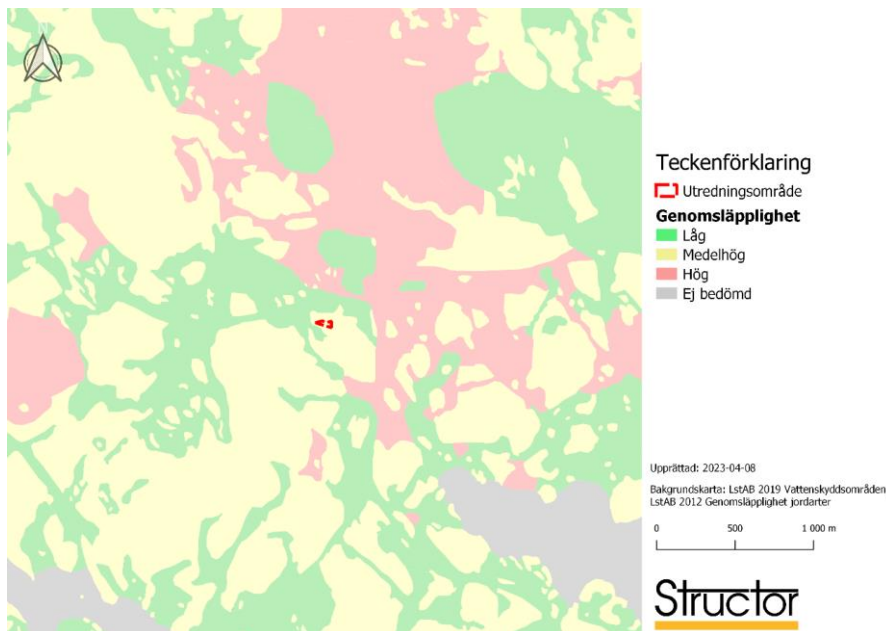 N
Teckenförklaring
Utredningsområde
Genomsläpplighet
Låg
Medelhög
Hög
Ej bedömd
Upprättad: 2023-04-08
Bakgrundskarta: LstAB 2019 Vattenskyddsområden
LstAB 2012 Genomsläpplighet jordarter
0 500 1 000 m
Structor